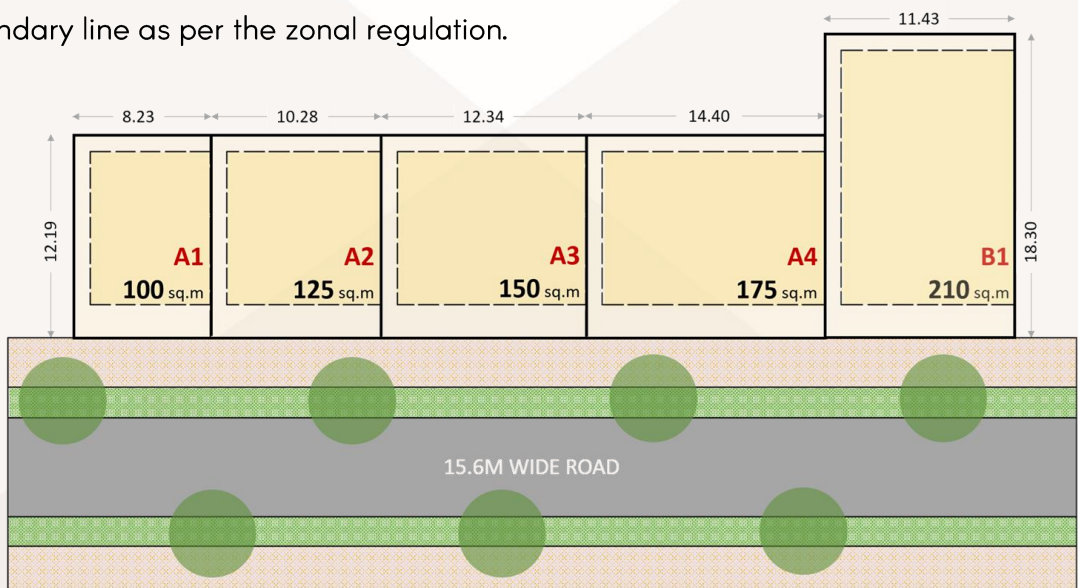 ndary line as per the zonal regulation.
11.43
8.23 10.28 12.34 14.40
12.19
18.30
A1 A2 A3 A4 B1
100 sq.m 125 sq.m 150 sq.m 175 sq.m 210 sq.m
15.6M WIDE ROAD